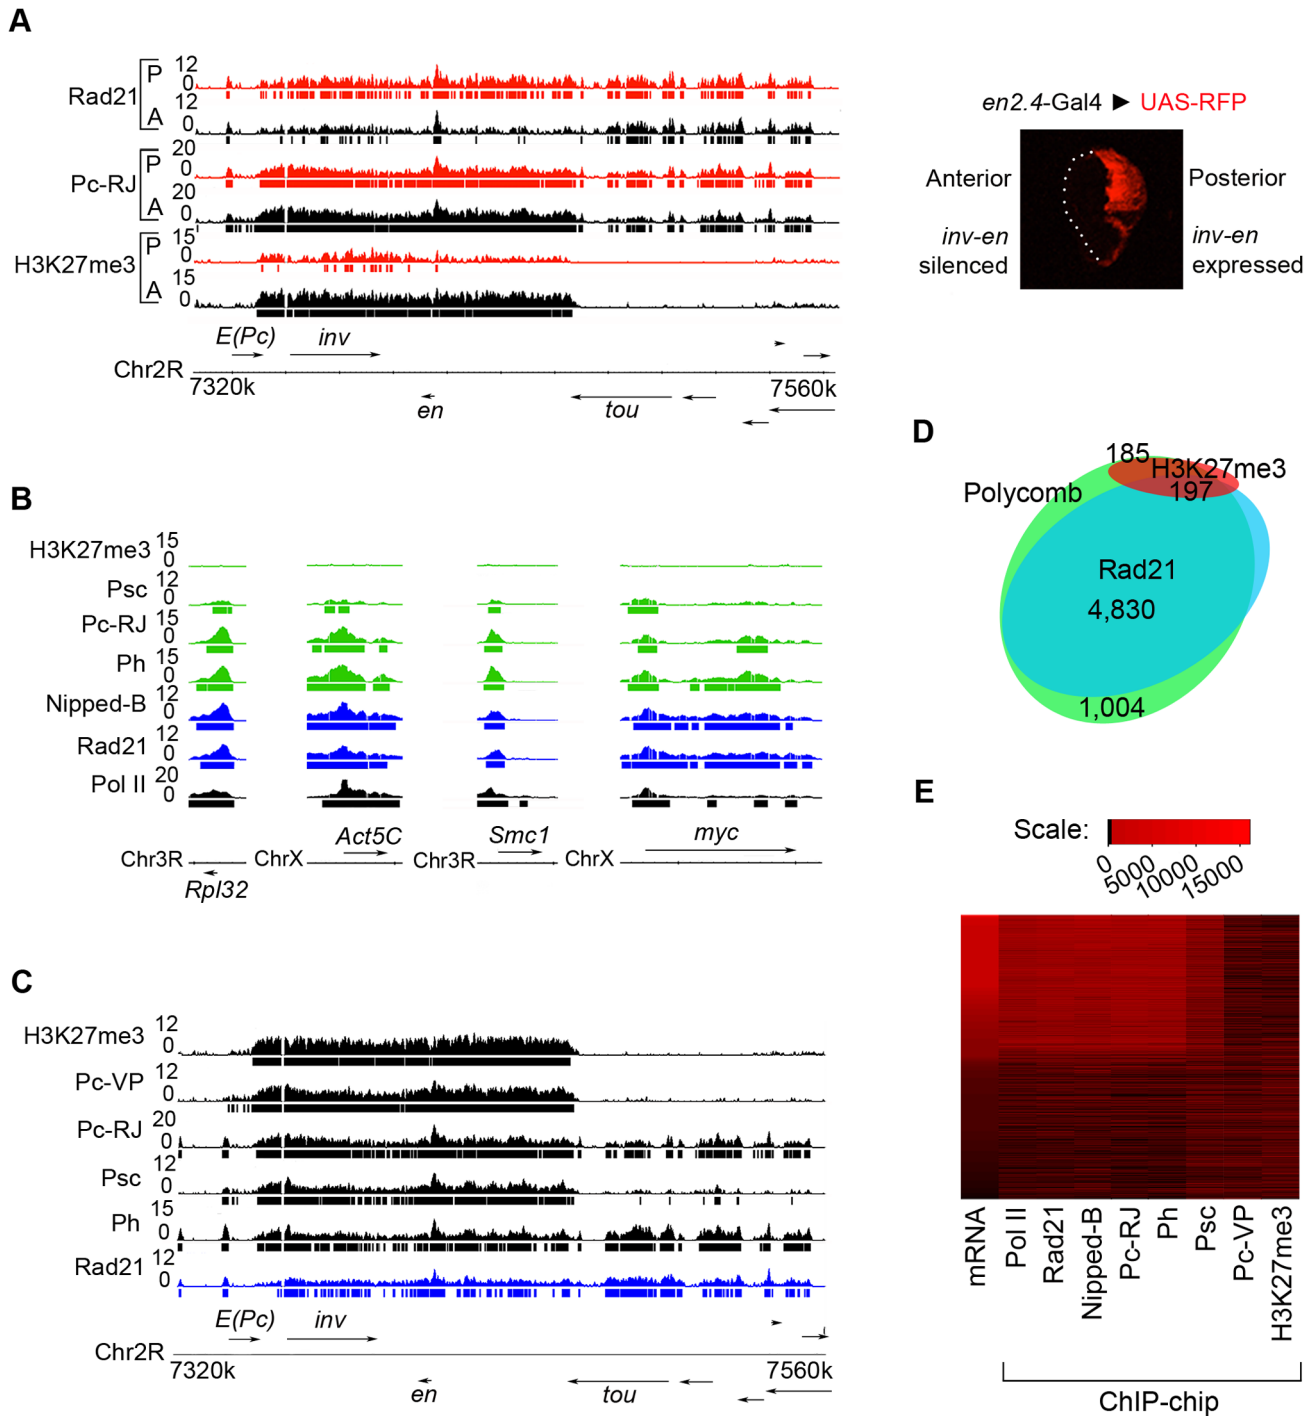 A
Rad21
P
12
0
A
12
0
Pc-RJ
P
20
0
A
20
0
H3K27me3
P
15
0
A
15
0
E(Pc)
inv
Chr2R
7320k
7560k
en
tou
en2.4-Gal4 ► UAS-RFP
Anterior
Posterior
inv-en
silenced
inv-en
expressed
B
H3K27me3 15
0
Psc 12
0
Pc-RJ 15
0
Ph 15
0
Nipped-B 12
0
Rad21 12
0
Pol II 20
0
Act5C
Smc1
myc
Chr3R
ChrX
Chr3R
ChrX
Rpl32
C
H3K27me3 12
0
Pc-VP 12
0
Pc-RJ 20
0
Psc 12
0
Ph 15
0
Rad21 12
0
E(Pc)
inv
Chr2R
7320k
7560k
en
tou
D
185
H3K27me3
Polycomb
197
Rad21
4,830
1,004
E
Scale:
0
5000
10000
15000
mRNA
Pol II
Rad21
Nipped-B
Pc-RJ
Ph
Psc
Pc-VP
H3K27me3
ChIP-chip